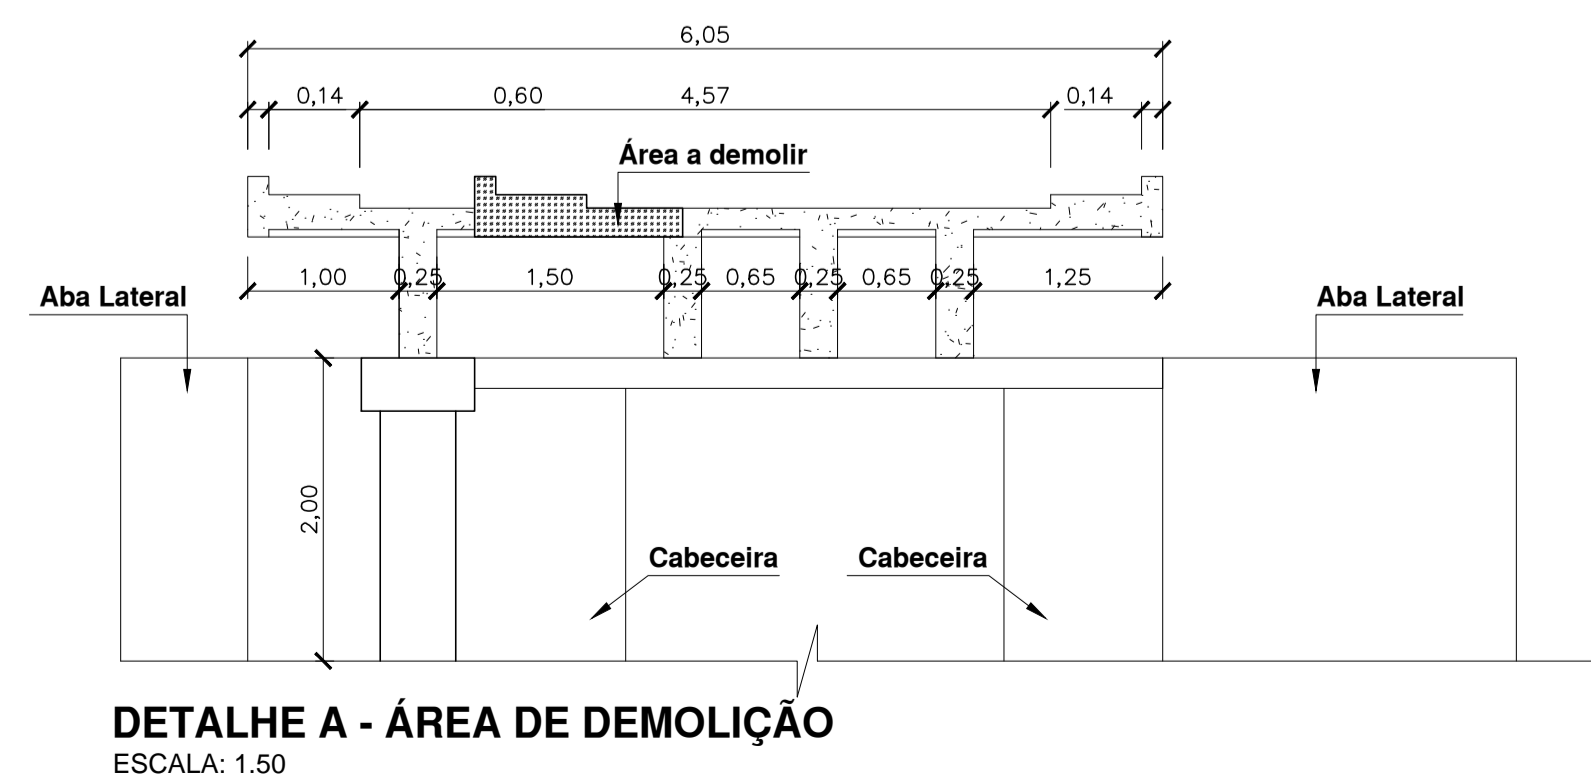 6,05
0,14 0,60 4,57 0,14
Área a demolir
1,00 0,25 1,50 0,25 0,65 0,25 0,65 0,25 1,25
Aba Lateral
Aba Lateral
2,00
Cabeceira
Cabeceira
DETALHE A - ÁREA DE DEMOLIÇÃO
ESCALA: 1.50